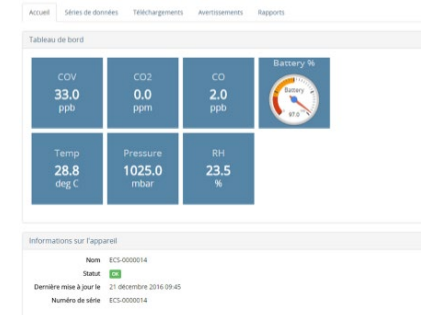 Accueil Séries de données Téléchargements Avertissements Rapports
Tableau de bord
COV
33.0
ppb
CO2
0.0
ppm
CO
2.0
ppb
Battery %
Battery
97.0
Temp
28.8
deg C
Pressure
1025.0
mbar
RH
23.5
%
Informations sur l'appareil
Nom ECS-0000014
Statut OK
Dernière mise à jour le 21 décembre 2016 09:45
Numéro de série ECS-0000014